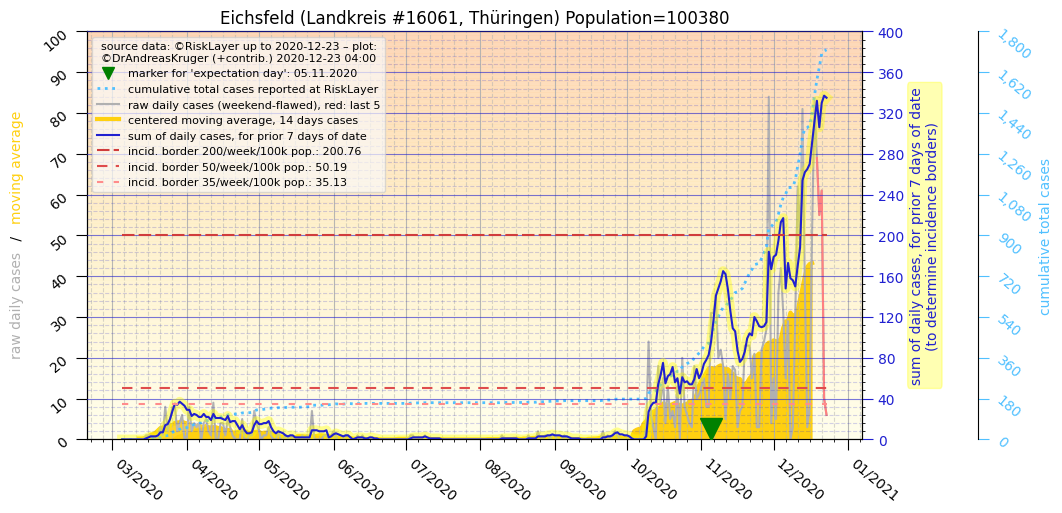 Eichsfeld (Landkreis #16061, Thüringen) Population=100380
source data: ©RiskLayer up to 2020-12-23 – plot:
©DrAndreasKruger (+contrib.) 2020-12-23 04:00
marker for 'expectation day': 05.11.2020
cumulative total cases reported at RiskLayer
raw daily cases (weekend-flawed), red: last 5
centered moving average, 14 days cases
sum of daily cases, for prior 7 days of date
incid. border 200/week/100k pop.: 200.76
incid. border 50/week/100k pop.: 50.19
incid. border 35/week/100k pop.: 35.13
raw daily cases / moving average
100
90
80
70
60
50
40
30
20
10
0
03/2020
04/2020
05/2020
06/2020
07/2020
08/2020
09/2020
10/2020
11/2020
12/2020
01/2021
400
360
320
280
240
200
160
120
80
40
0
sum of daily cases, for prior 7 days of date
(to determine incidence borders)
1,800
1,620
1,440
1,260
1,080
900
720
540
360
180
0
cumulative total cases